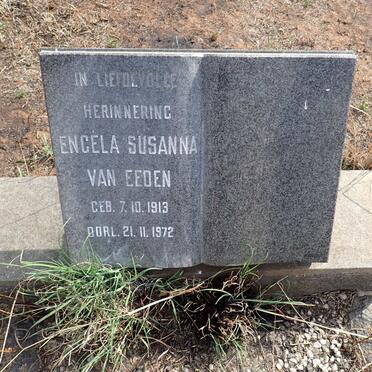 IN LIEFDEVOLLE
HERINNERING
ENGELA SUSANNA
VAN EEDEN
GEB. 7. 10. 1913
OORL. 21. 11. 1972